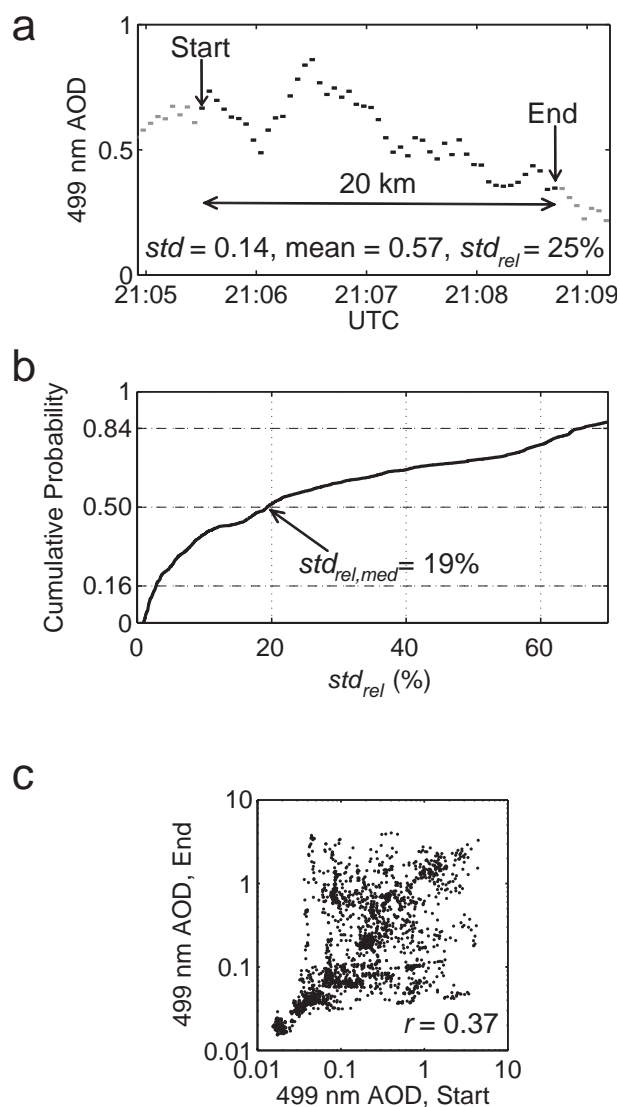 a
1
Start
End
0.5
20 km
std = 0.14, mean = 0.57, std_rel = 25%
0
21:05 21:06 21:07 21:08 21:09
UTC
499 nm AOD
b
1
0.84
0.50
std_rel,med = 19%
0.16
0
0 20 40 60
std_rel (%)
Cumulative Probability
c
10
1
0.1
r = 0.37
0.01
0.01 0.1 1 10
499 nm AOD, Start
499 nm AOD, End